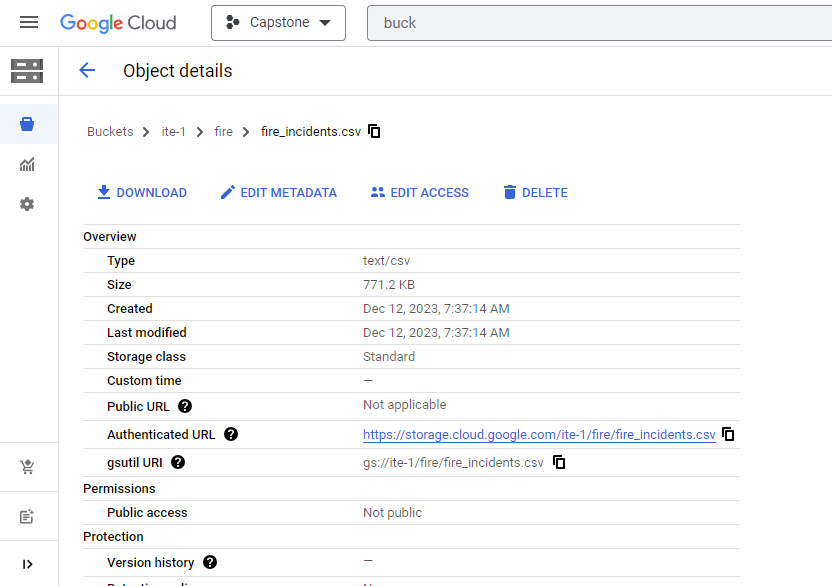 Google Cloud
Capstone
buck
Object details
Buckets
ite-1
fire
fire_incidents.csv
DOWNLOAD
EDIT METADATA
EDIT ACCESS
DELETE
Overview
Type text/csv
Size 771.2 KB
Created Dec 12, 2023, 7:37:14 AM
Last modified Dec 12, 2023, 7:37:14 AM
Storage class Standard
Custom time —
Public URL Not applicable
Authenticated URL https://storage.cloud.google.com/ite-1/fire/fire_incidents.csv
gsutil URI gs://ite-1/fire/fire_incidents.csv
Permissions
Public access Not public
Protection
Version history —